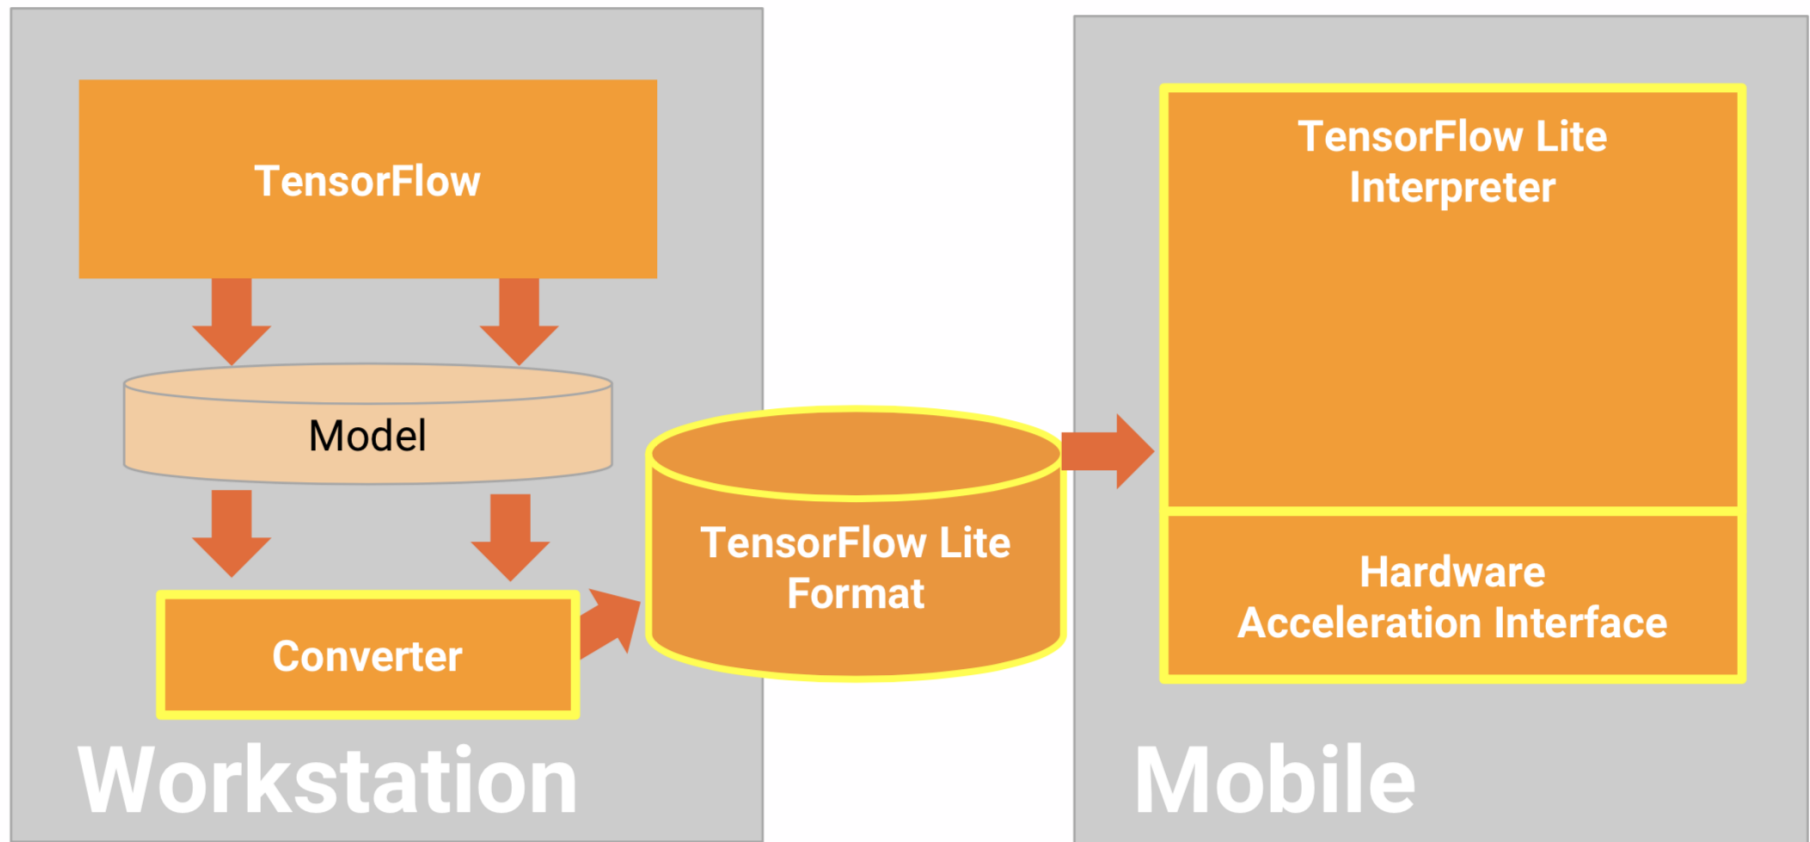 TensorFlow
Model
Converter
Workstation
TensorFlow Lite
Format
TensorFlow Lite
Interpreter
Hardware
Acceleration Interface
Mobile